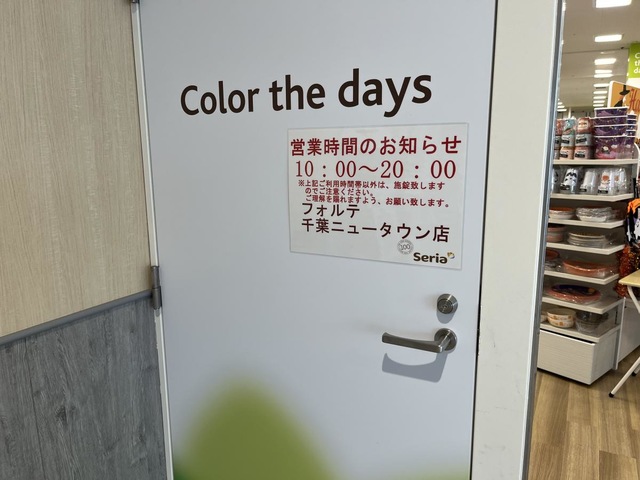 Color the days
営業時間のお知らせ
10：00～20：00
※上記ご利用時間帯以外は、施錠致します
のでご注意ください。
ご理解を賜れますよう、お願い致します。
フォルテ
千葉ニュータウン店
100
Seria